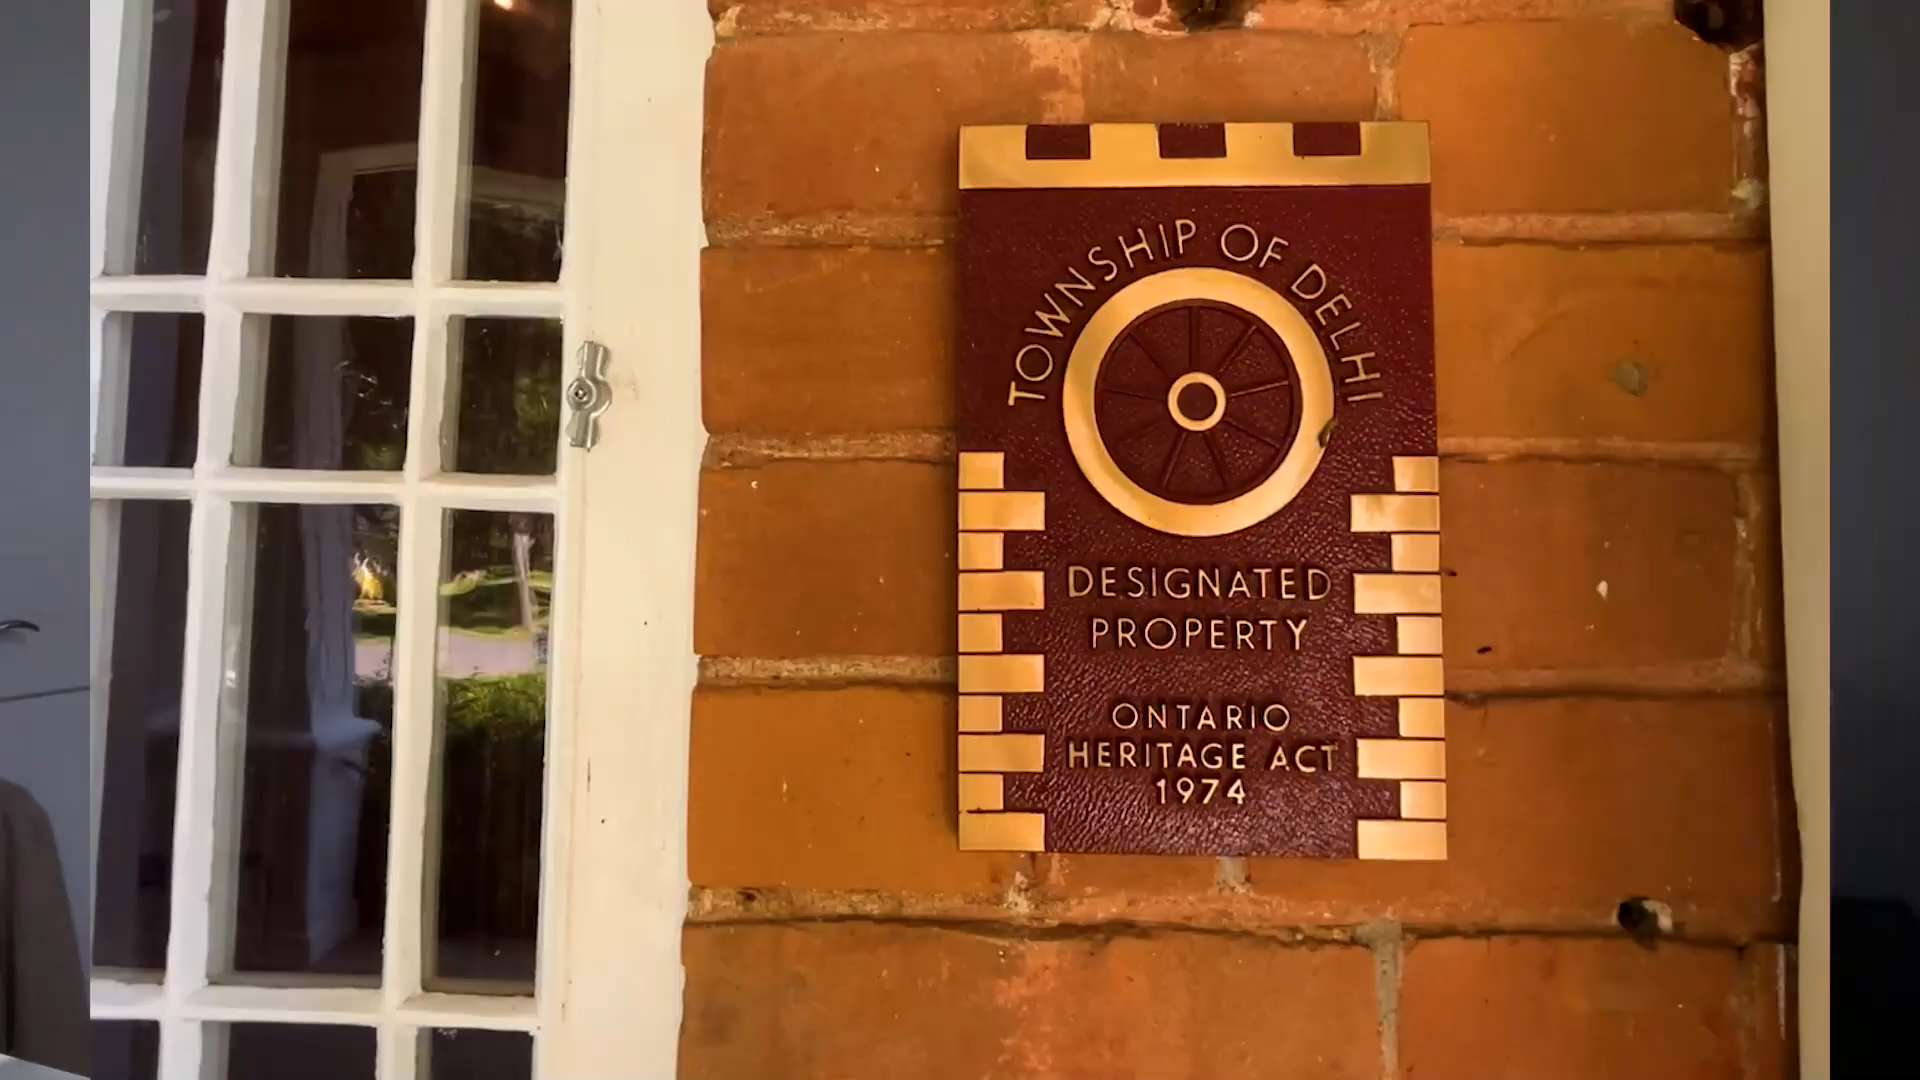 TOWNSHIP OF DELHI
DESIGNATED
PROPERTY
ONTARIO
HERITAGE ACT
1974